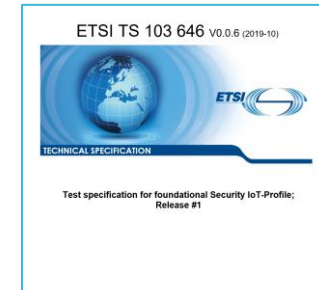 ETSI TS 103 646 V0.0.6 (2019-10)
ETSI
TECHNICAL SPECIFICATION
Test specification for foundational Security IoT-Profile;
Release #1